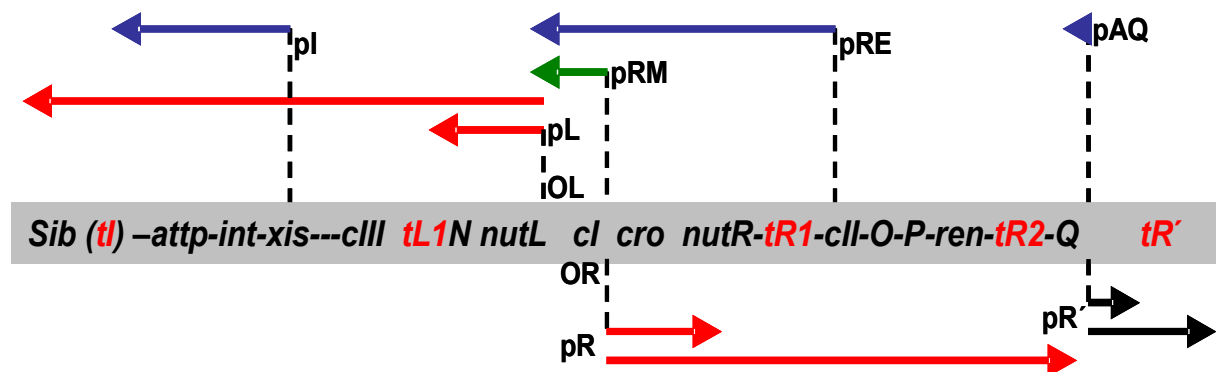 pI
pRE
pAQ
pRM
pL
OL
Sib (tI) –attp-int-xis---cIII tL1N nutL cI cro nutR-tR1-cII-O-P-ren-tR2-Q tR´
OR
pR´
pR